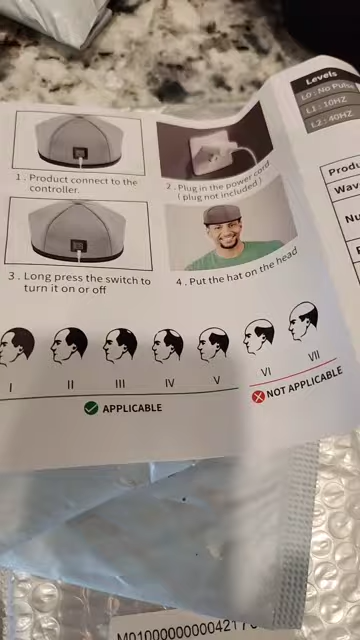 Levels
L0 : No Pulse
L1 : 10HZ
L2 : 40HZ
1 . Product connect to the
controller.
2 . Plug in the power cord
( plug not included )
3 . Long press the switch to
turn it on or off
4 . Put the hat on the head
I II III IV V VI VII
APPLICABLE
NOT APPLICABLE